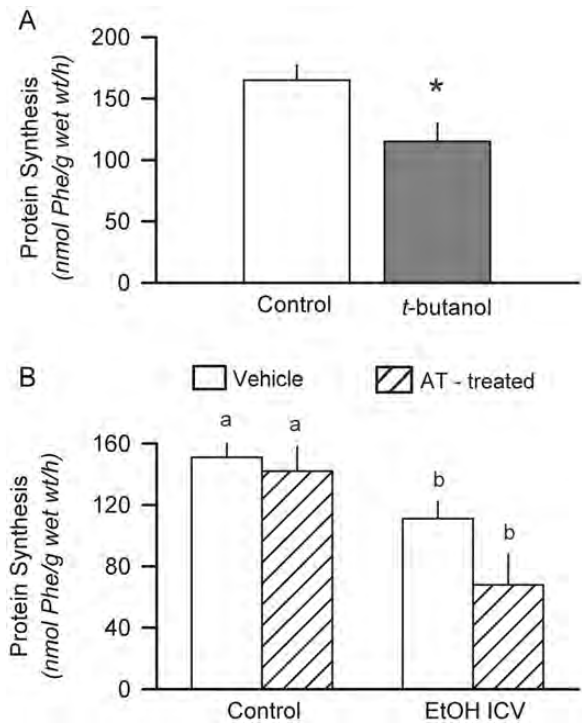 A
Protein Synthesis
(nmol Phe/g wet wt/h)
200
150
100
50
0
*
Control
t-butanol
B
Vehicle
AT - treated
Protein Synthesis
(nmol Phe/g wet wt/h)
160
120
80
40
0
a
a
b
b
Control
EtOH ICV